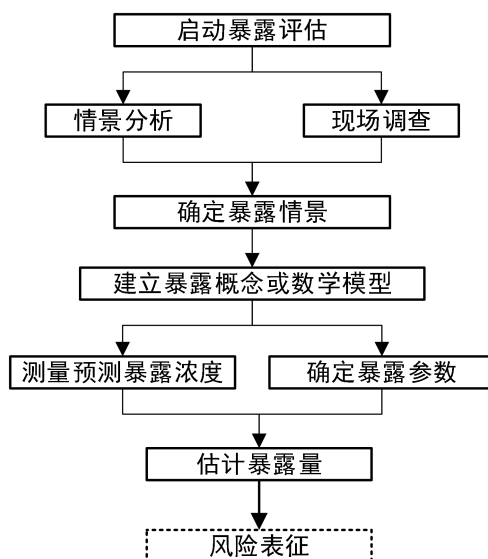 启动暴露评估
情景分析
现场调查
确定暴露情景
建立暴露概念或数学模型
测量预测暴露浓度
确定暴露参数
估计暴露量
风险表征